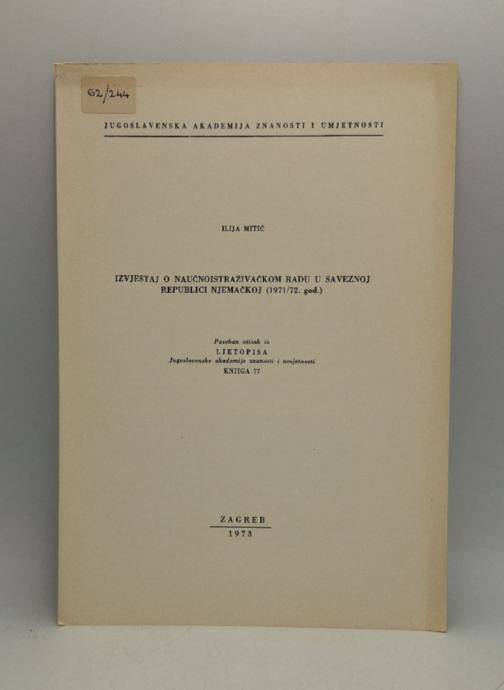 62/244
JUGOSLAVENSKA AKADEMIJA ZNANOSTI I UMJETNOSTI
ILIJA MITIĆ
IZVJEŠTAJ O NAUČNOISTRAŽIVAČKOM RADU U SAVEZNOJ
REPUBLICI NJEMAČKOJ (1971/72. god.)
Poseban otisak iz
LJETOPISA
Jugoslavenske akademije znanosti i umjetnosti
KNJIGA 77
ZAGREB
1973